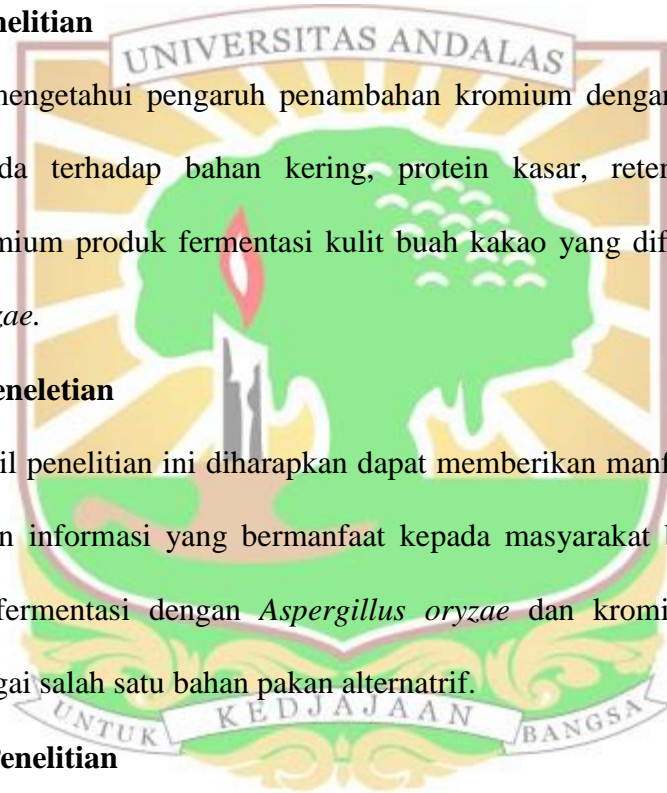 nelitian
UNIVERSITAS ANDALAS
mengetahui pengaruh penambahan kromium dengan
da terhadap bahan kering, protein kasar, reten
mium produk fermentasi kulit buah kakao yang dif
zae.
eneletian
il penelitian ini diharapkan dapat memberikan manf
n informasi yang bermanfaat kepada masyarakat b
fermentasi dengan Aspergillus oryzae dan kromi
gai salah satu bahan pakan alternatrif.
UNTUK KEDJAJAAN BANGSA
Penelitian